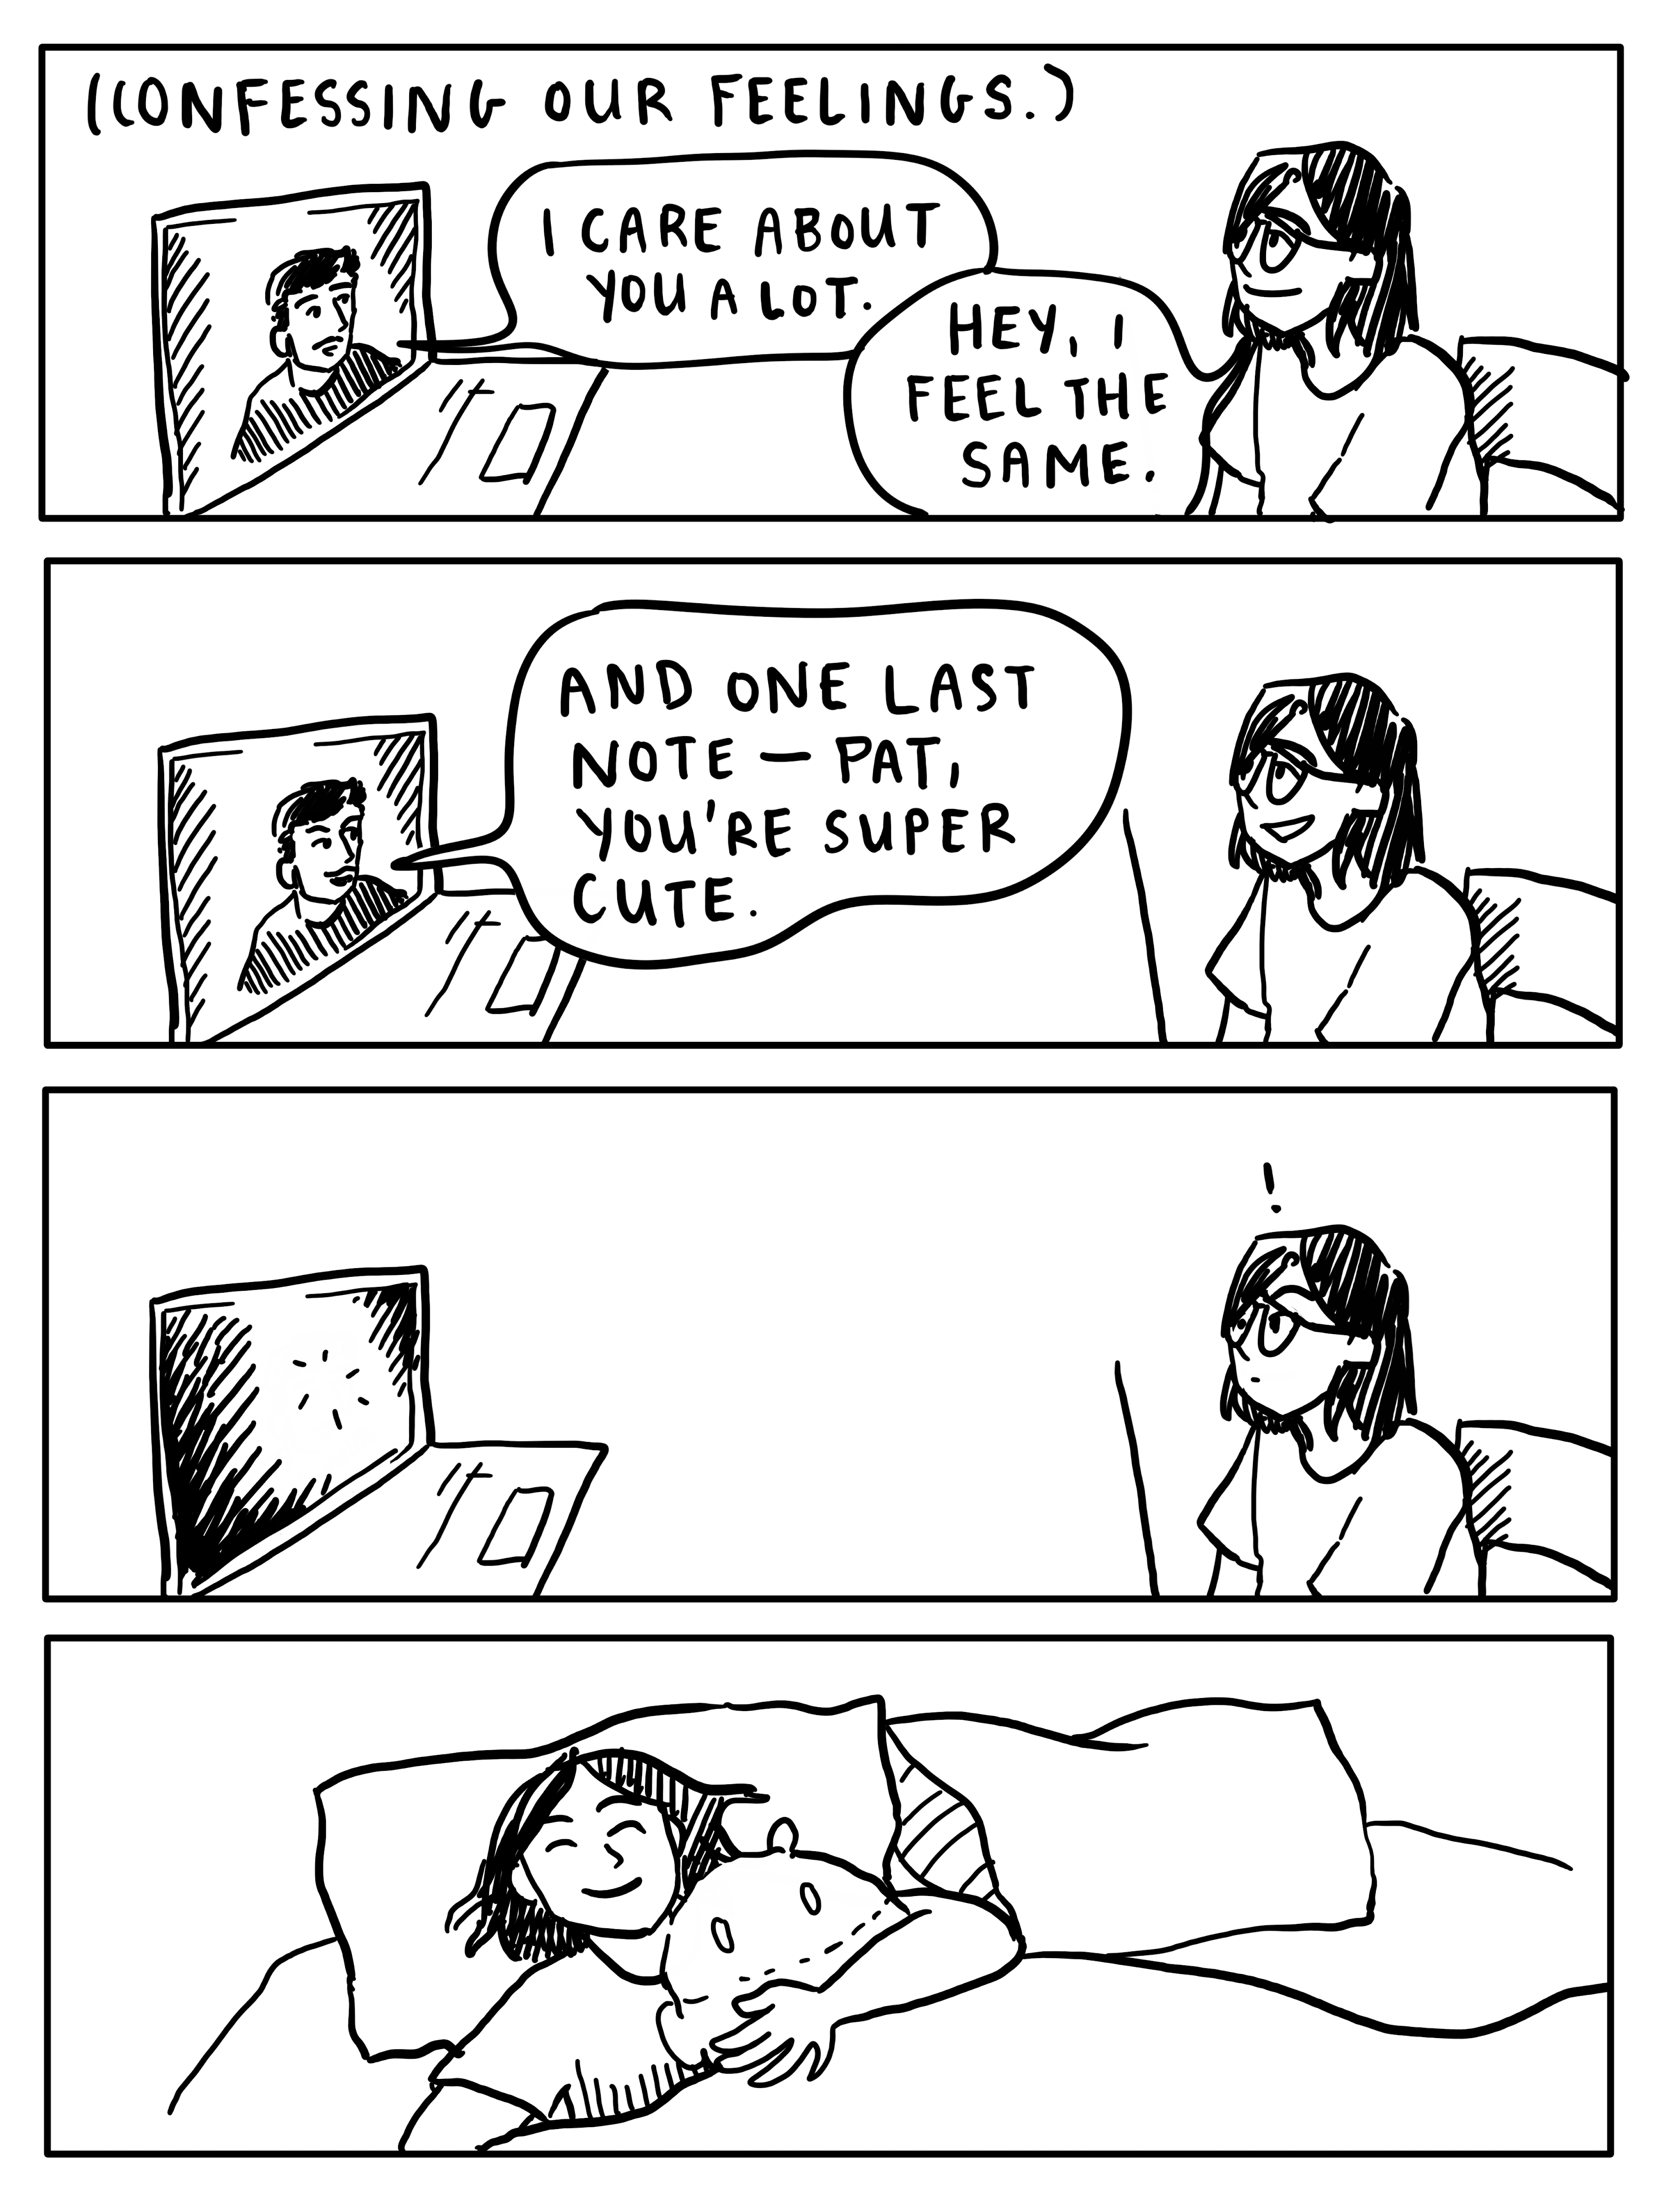 (CONFESSING OUR FEELINGS.)
I CARE ABOUT
YOU A LOT.
HEY, I
FEEL THE
SAME.
AND ONE LAST
NOTE — PAT,
YOU'RE SUPER
CUTE.
!